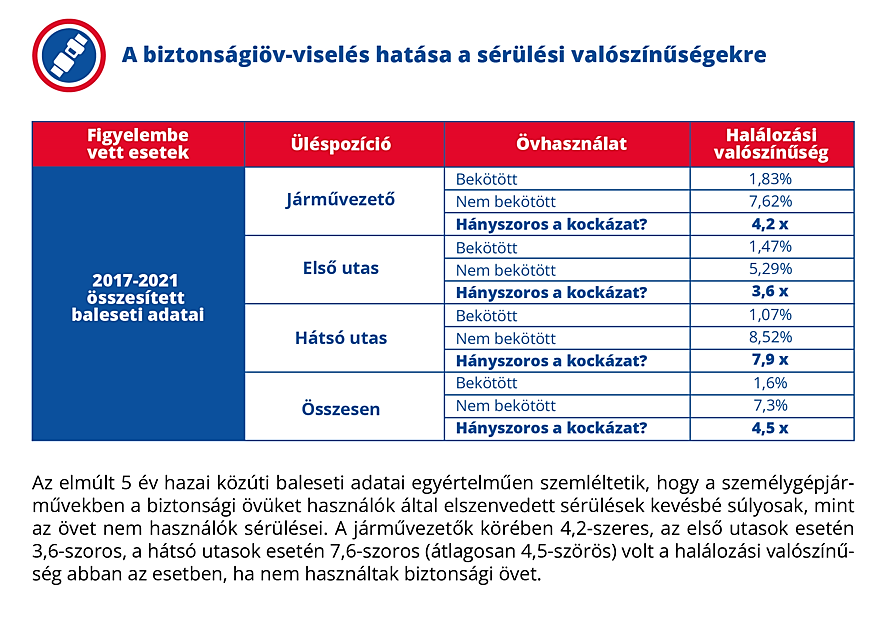 A biztonságiöv-viselés hatása a sérülési valószínűségekre
Figyelembe vett esetek | Üléspozíció | Övhasználat | Halálozási valószínűség
2017-2021 összesített baleseti adatai
Járművezető
Bekötött 1,83%
Nem bekötött 7,62%
Hányszoros a kockázat? 4,2 x
Első utas
Bekötött 1,47%
Nem bekötött 5,29%
Hányszoros a kockázat? 3,6 x
Hátsó utas
Bekötött 1,07%
Nem bekötött 8,52%
Hányszoros a kockázat? 7,9 x
Összesen
Bekötött 1,6%
Nem bekötött 7,3%
Hányszoros a kockázat? 4,5 x
Az elmúlt 5 év hazai közúti baleseti adatai egyértelműen szemléltetik, hogy a személygépjár-
művekben a biztonsági övüket használók által elszenvedett sérülések kevésbé súlyosak, mint
az övet nem használók sérülései. A járművezetők körében 4,2-szeres, az első utasok esetén
3,6-szoros, a hátsó utasok esetén 7,6-szoros (átlagosan 4,5-szörös) volt a halálozási valószínű-
ség abban az esetben, ha nem használtak biztonsági övet.